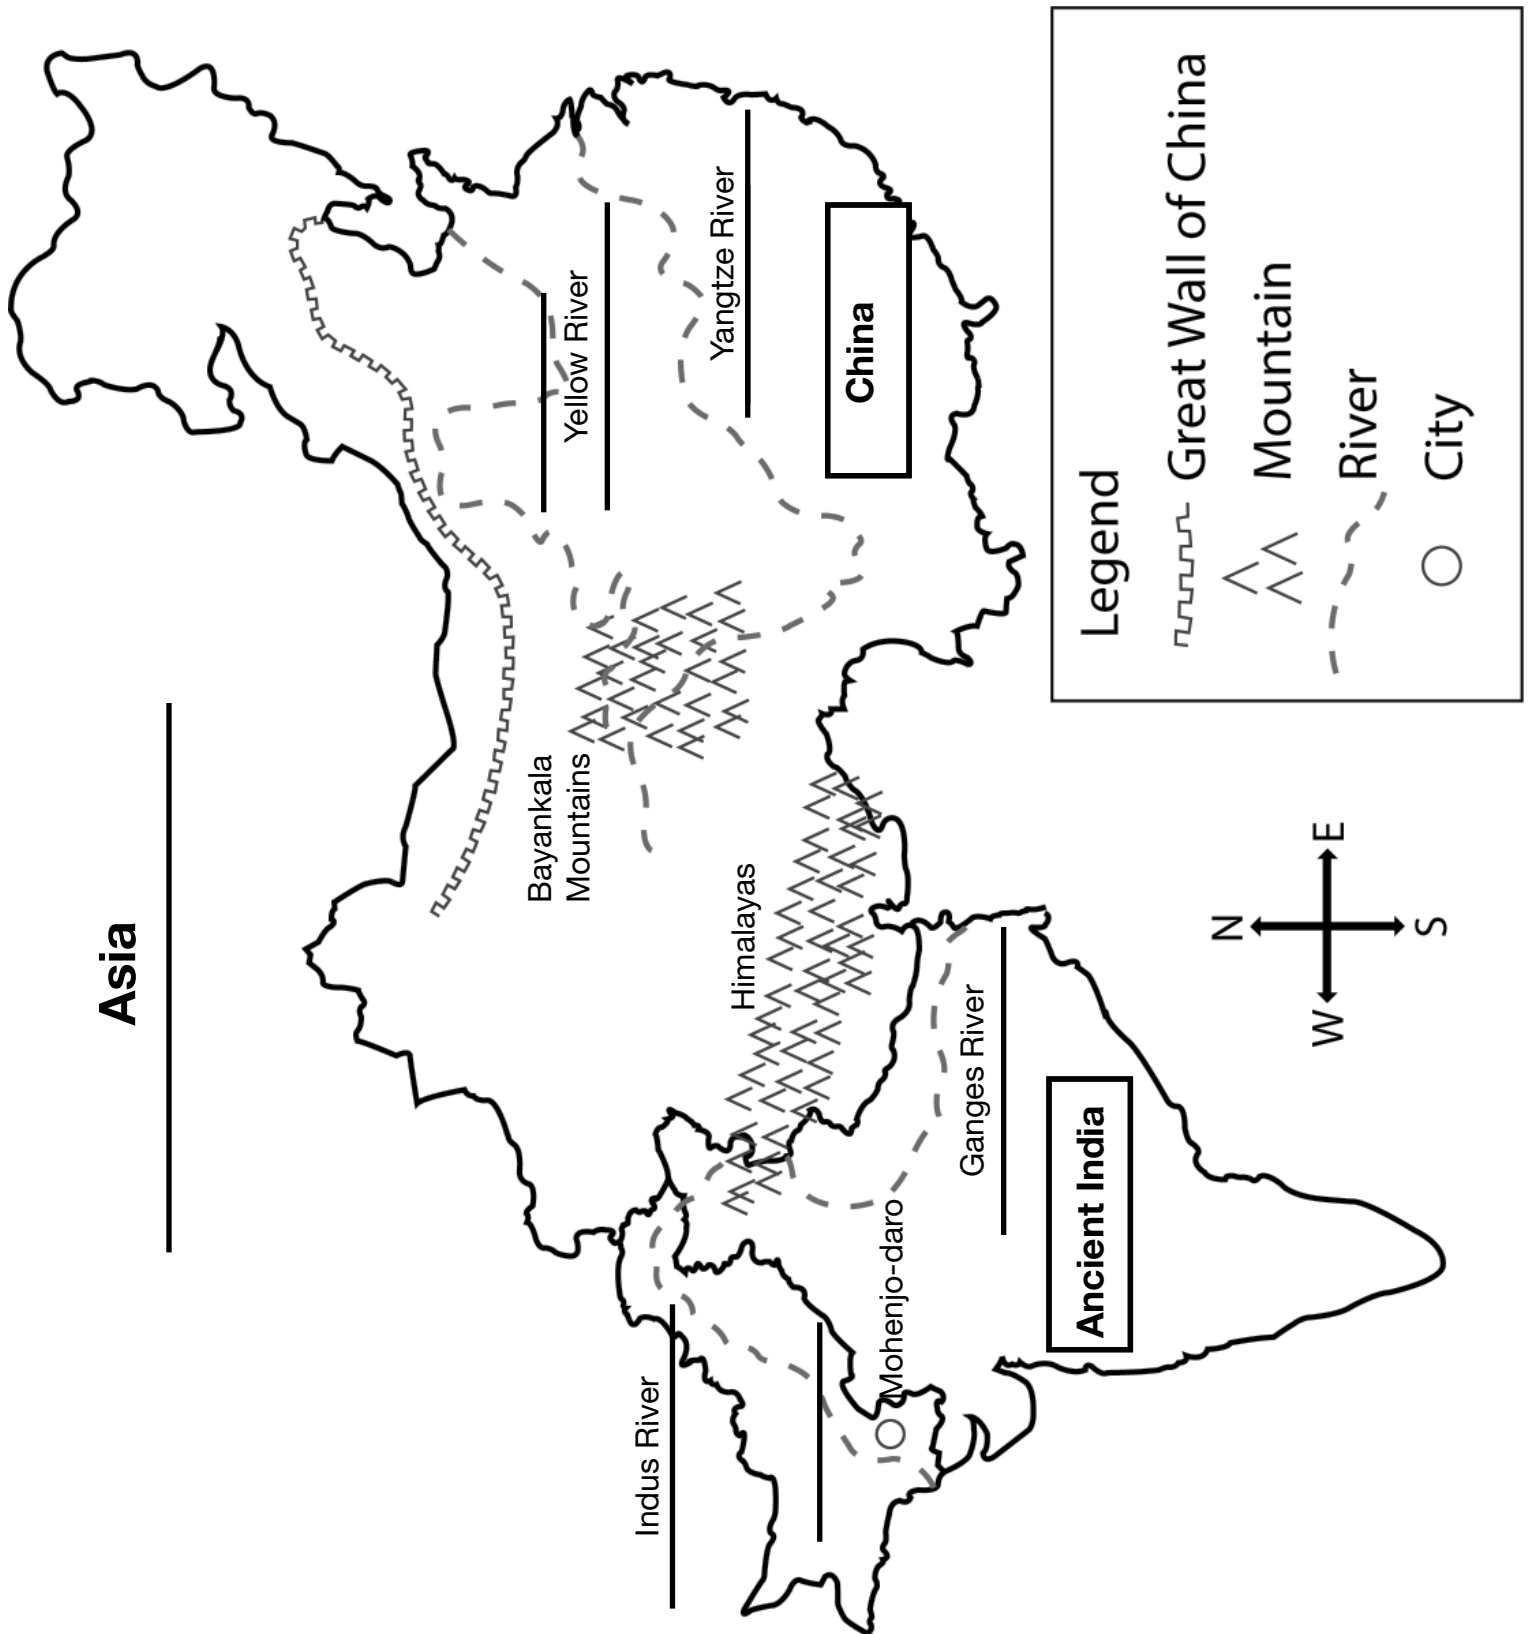 Asia
Yellow River
Yangtze River
China
Bayankala
Mountains
Himalayas
Indus River
Mohenjo-daro
Ganges River
Ancient India
N
W
E
S
Legend
Great Wall of China
Mountain
River
City